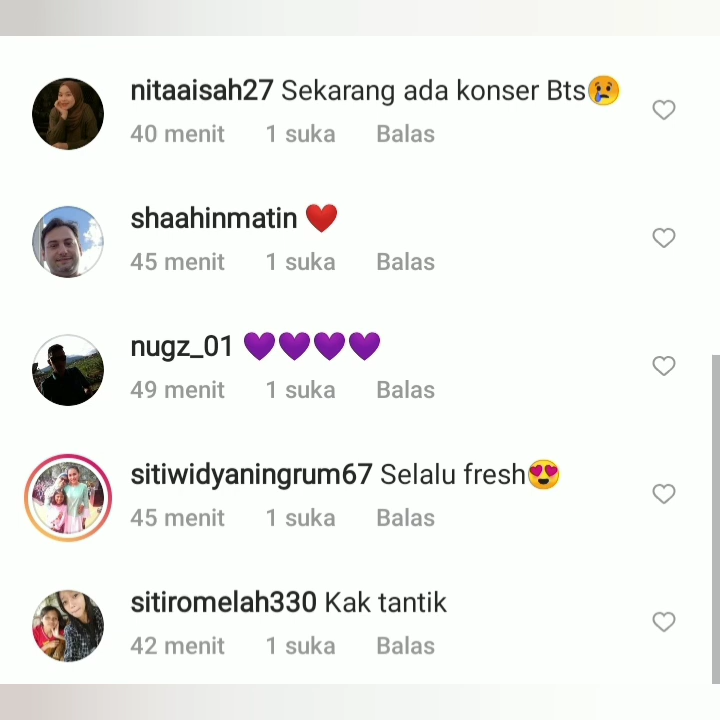 nitaaisah27 Sekarang ada konser Bts😢
40 menit 1 suka Balas
shaahinmatin ❤️
45 menit 1 suka Balas
nugz_01 💜💜💜💜
49 menit 1 suka Balas
sitiwidyaningrum67 Selalu fresh😍
45 menit 1 suka Balas
sitiromelah330 Kak tantik
42 menit 1 suka Balas